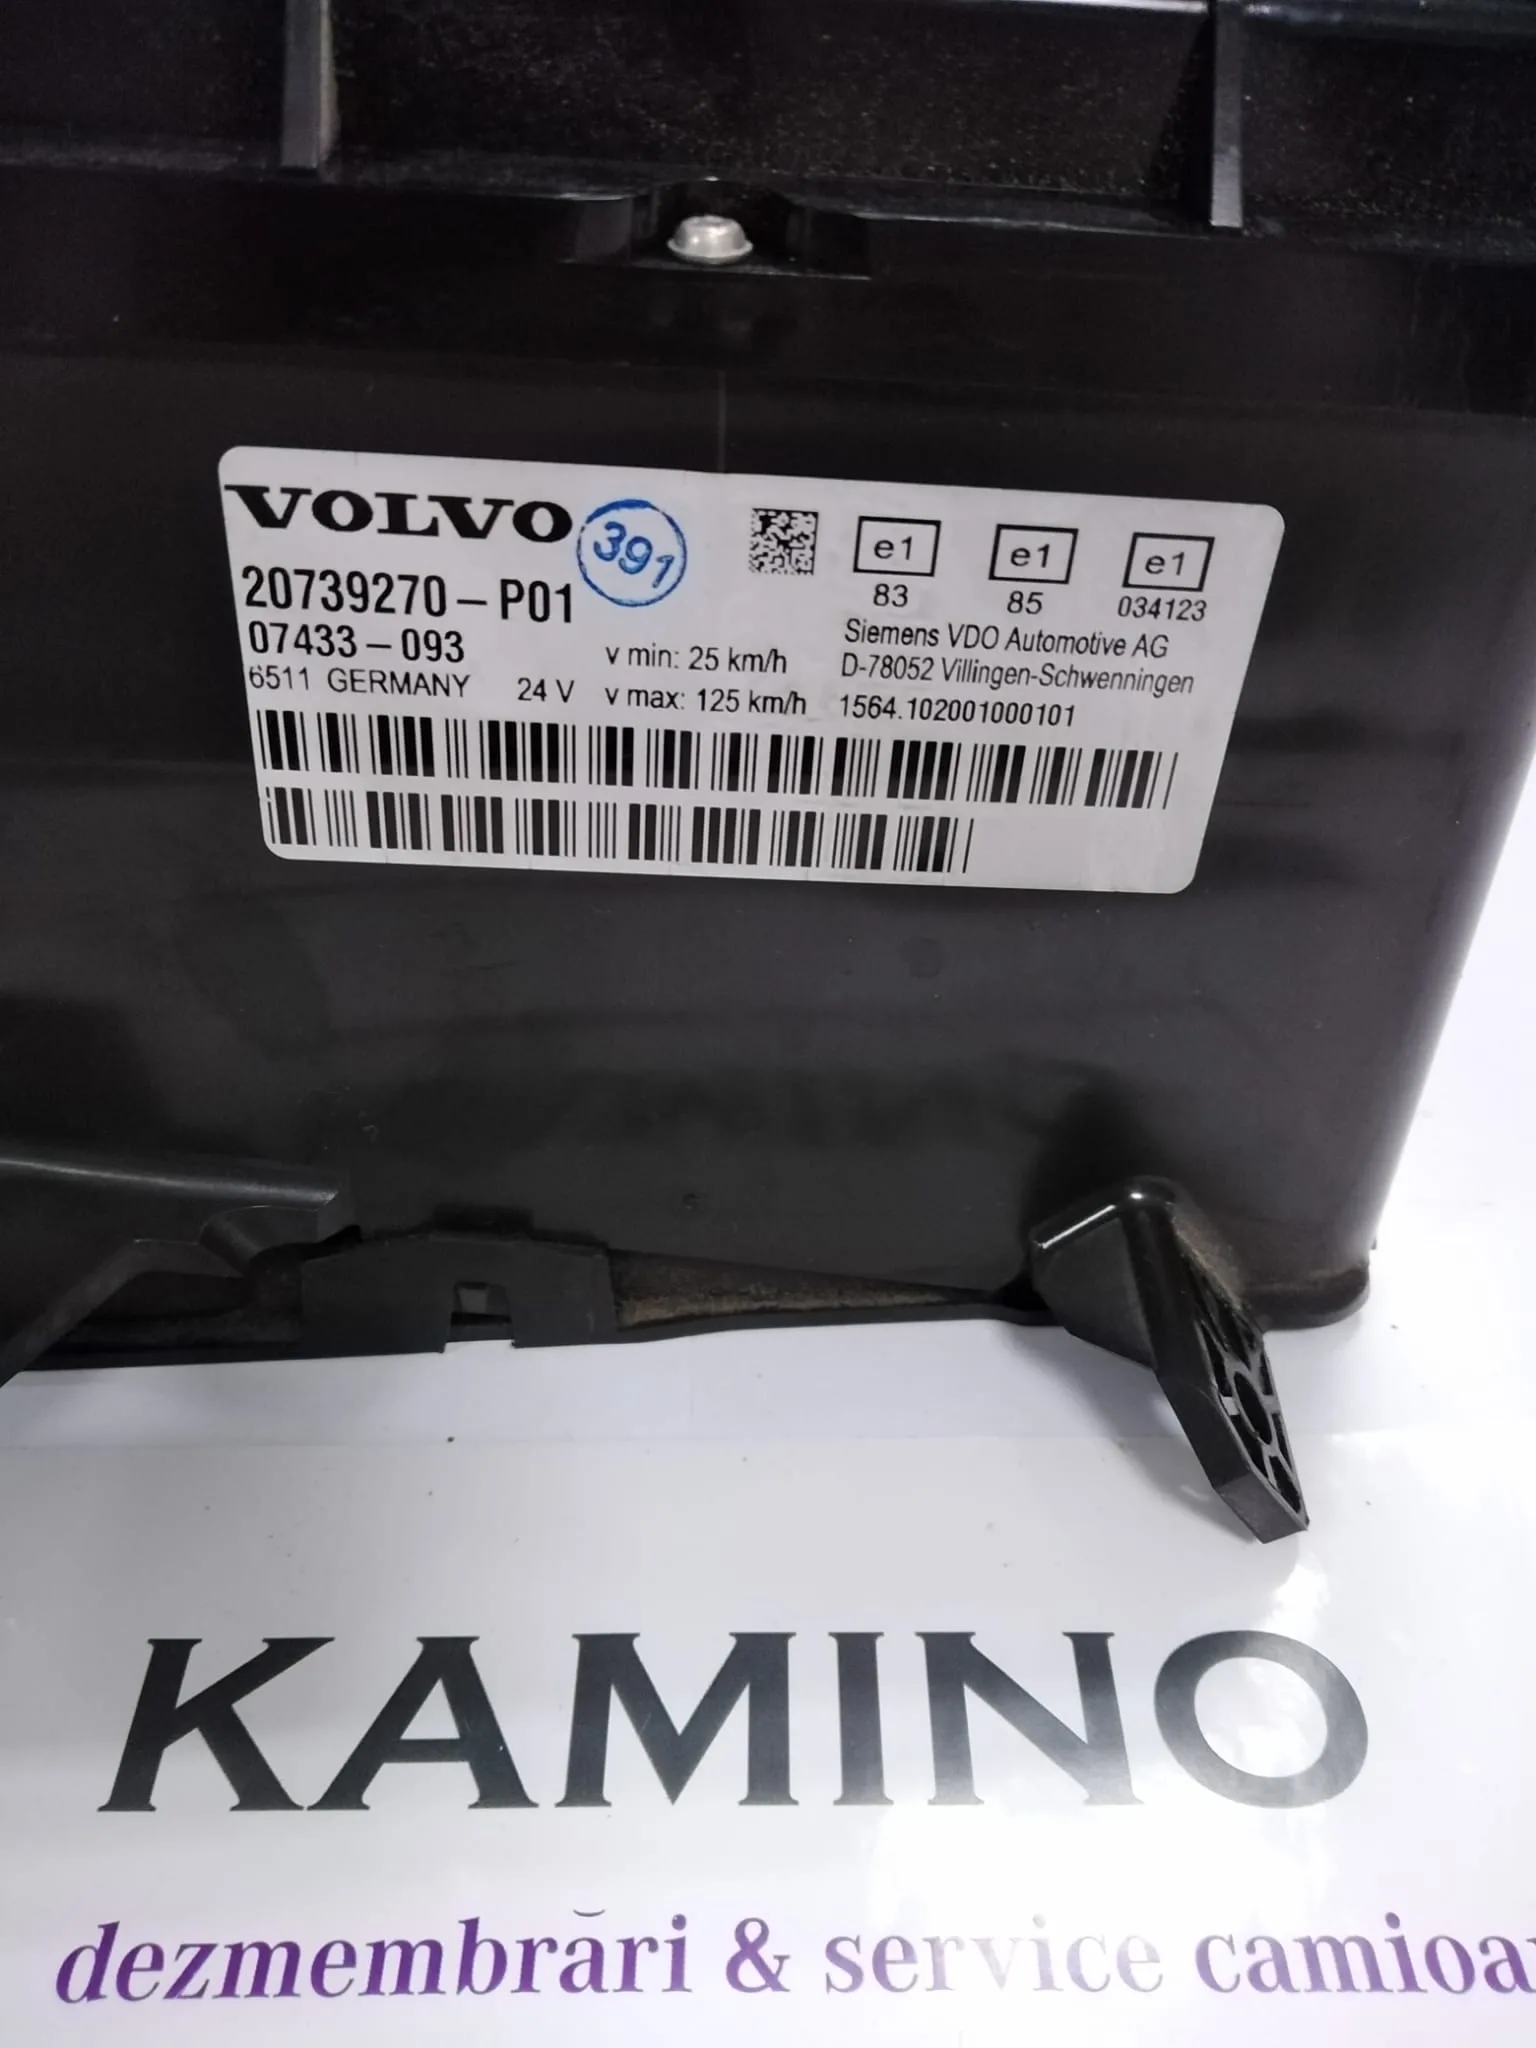 VOLVO
391
20739270-P01
07433-093
6511 GERMANY
24 V
v min: 25 km/h
v max: 125 km/h
e1
83
e1
85
e1
034123
Siemens VDO Automotive AG
D-78052 Villingen-Schwenningen
1564.102001000101
KAMINO
dezmembrări & service camioa